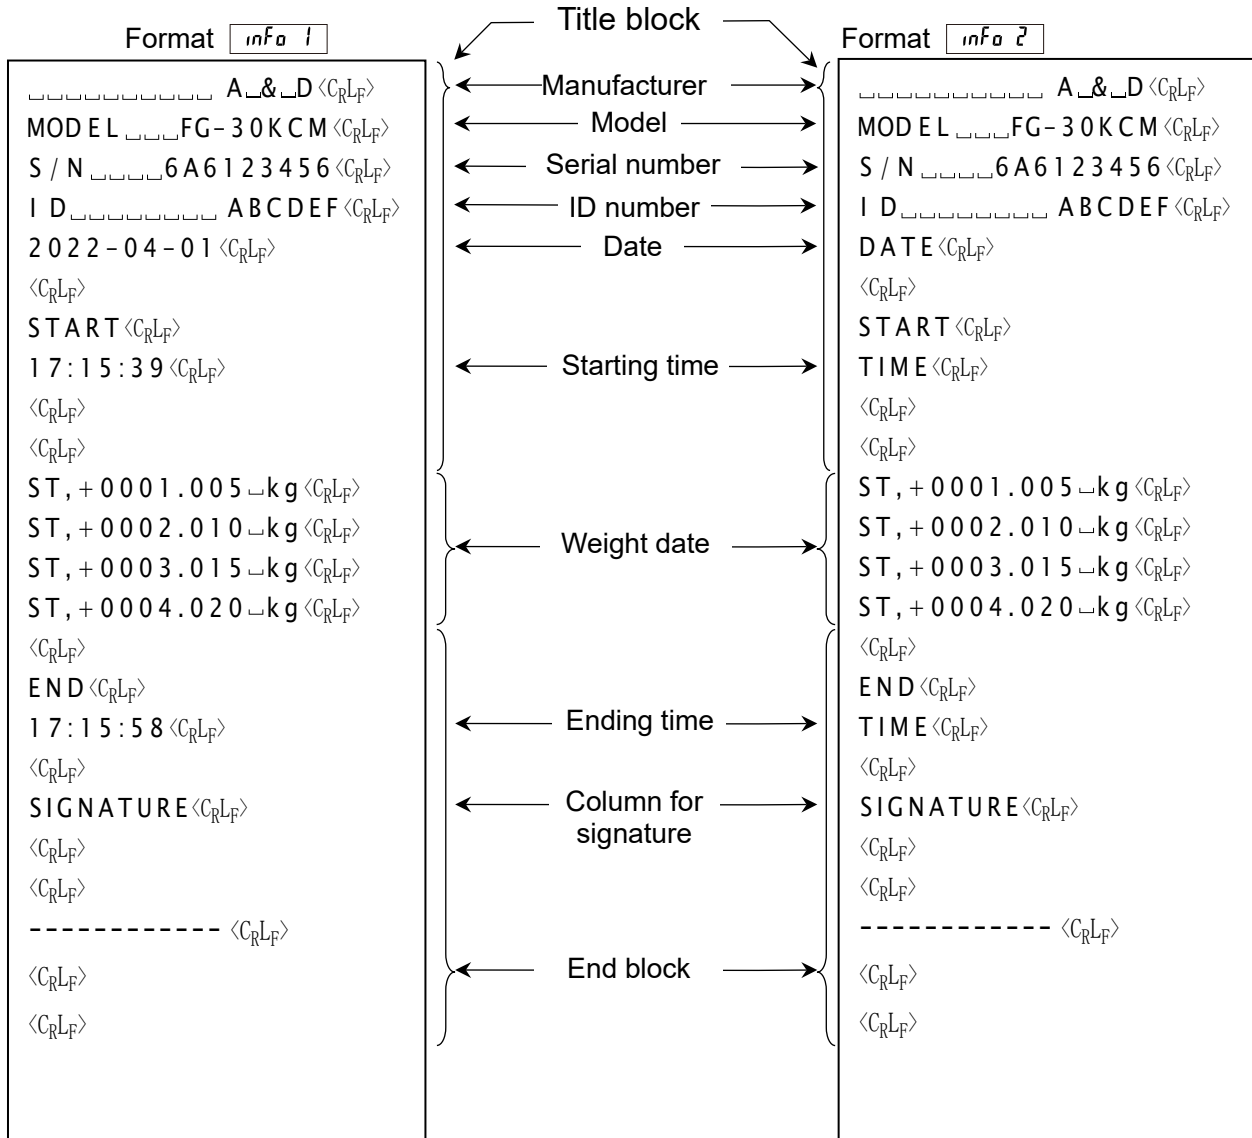 Title block
Format info 1
Format info 2
␣␣␣␣␣␣␣␣␣␣ A␣&␣D〈CRLF〉
MODEL␣␣␣FG-30KCM〈CRLF〉
S/N␣␣␣␣6A6123456〈CRLF〉
ID␣␣␣␣␣␣␣␣ ABCDEF〈CRLF〉
2022-04-01〈CRLF〉
〈CRLF〉
START〈CRLF〉
17:15:39〈CRLF〉
〈CRLF〉
〈CRLF〉
ST,+0001.005␣kg〈CRLF〉
ST,+0002.010␣kg〈CRLF〉
ST,+0003.015␣kg〈CRLF〉
ST,+0004.020␣kg〈CRLF〉
〈CRLF〉
END〈CRLF〉
17:15:58〈CRLF〉
〈CRLF〉
SIGNATURE〈CRLF〉
〈CRLF〉
〈CRLF〉
------------ 〈CRLF〉
〈CRLF〉
〈CRLF〉
Manufacturer
Model
Serial number
ID number
Date
Starting time
Weight date
Ending time
Column for
signature
End block
␣␣␣␣␣␣␣␣␣␣ A␣&␣D〈CRLF〉
MODEL␣␣␣FG-30KCM〈CRLF〉
S/N␣␣␣␣6A6123456〈CRLF〉
ID␣␣␣␣␣␣␣␣ ABCDEF〈CRLF〉
DATE〈CRLF〉
〈CRLF〉
START〈CRLF〉
TIME〈CRLF〉
〈CRLF〉
〈CRLF〉
ST,+0001.005␣kg〈CRLF〉
ST,+0002.010␣kg〈CRLF〉
ST,+0003.015␣kg〈CRLF〉
ST,+0004.020␣kg〈CRLF〉
〈CRLF〉
END〈CRLF〉
TIME〈CRLF〉
〈CRLF〉
SIGNATURE〈CRLF〉
〈CRLF〉
〈CRLF〉
------------ 〈CRLF〉
〈CRLF〉
〈CRLF〉